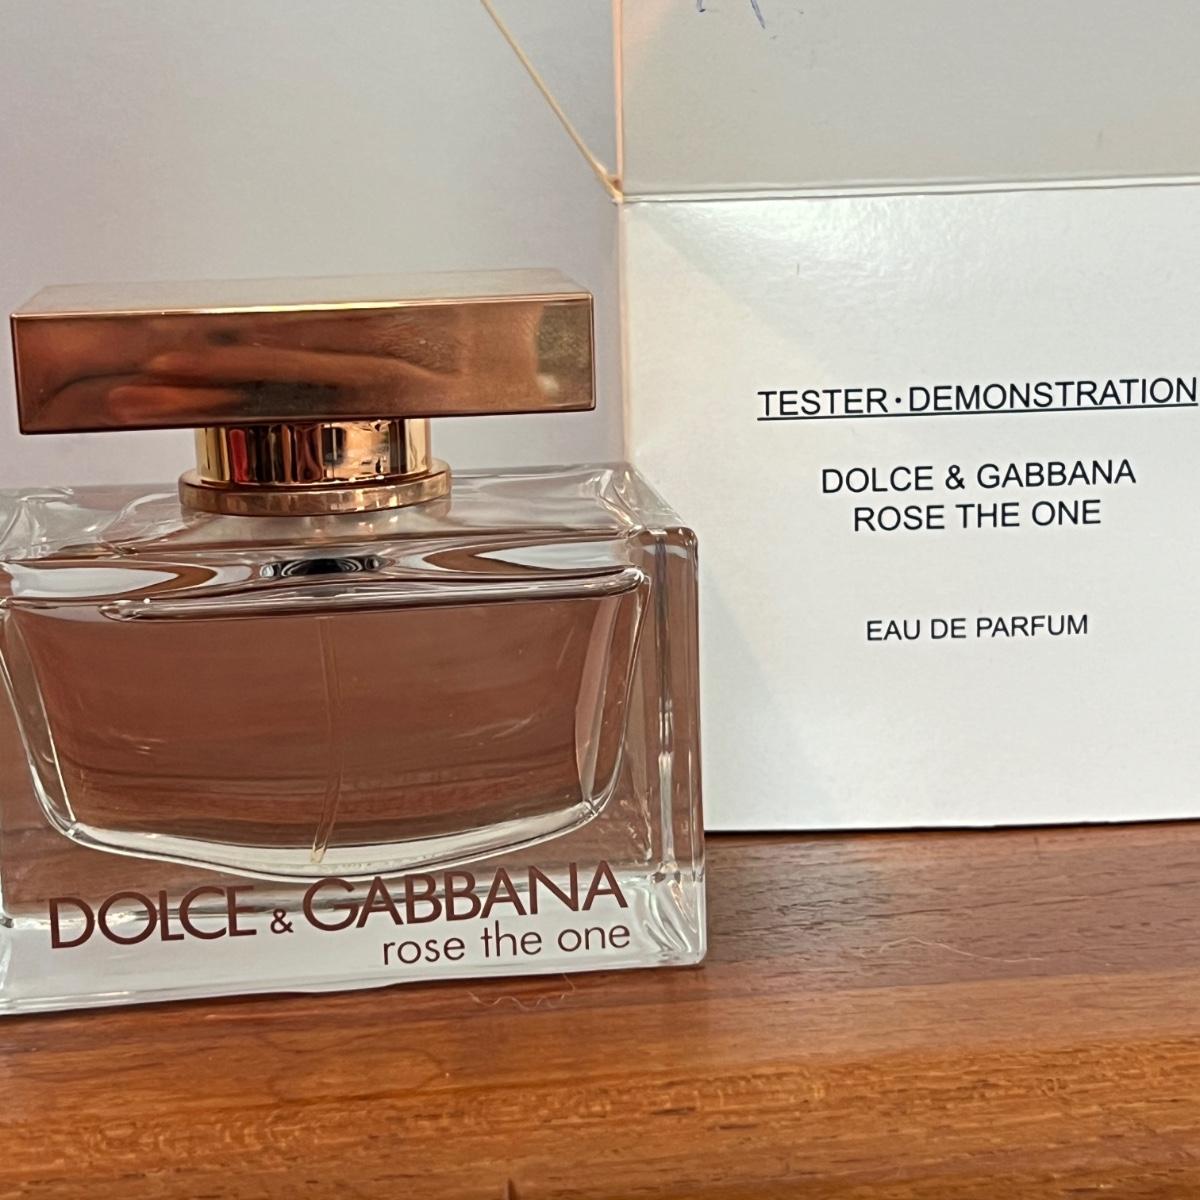 TESTER·DEMONSTRATION
DOLCE & GABBANA
ROSE THE ONE
EAU DE PARFUM
DOLCE & GABBANA
rose the one